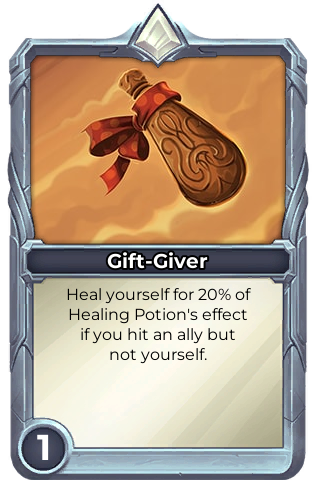 Gift-Giver
Heal yourself for 20% of
Healing Potion's effect
if you hit an ally but
not yourself.
1